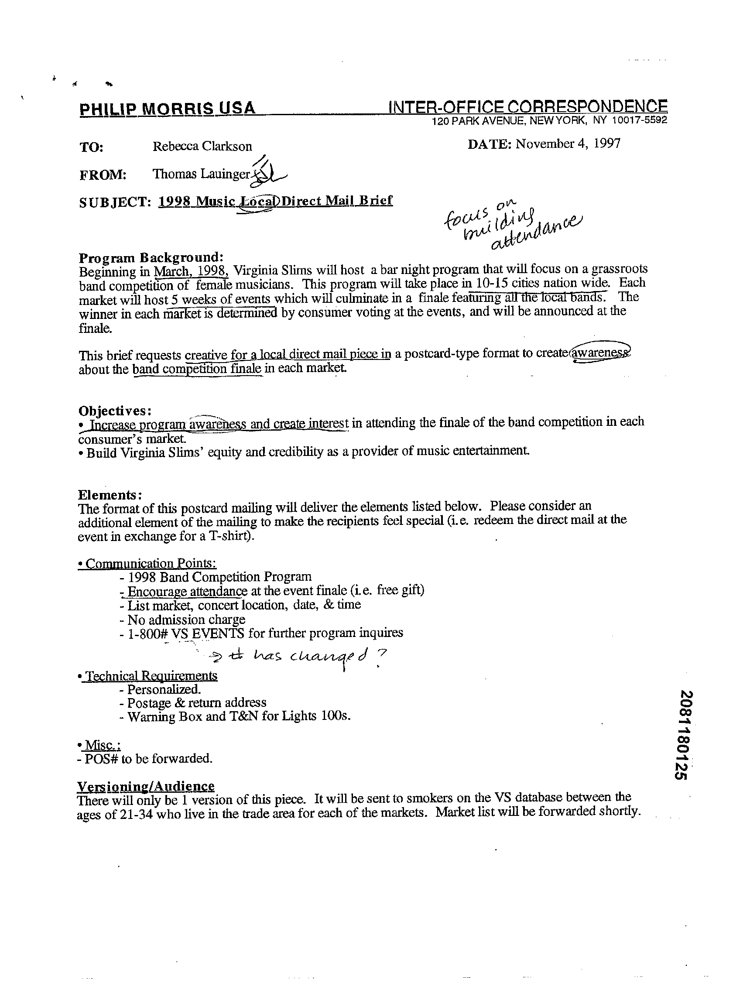 PHILIP MORRIS USA INTER-OFFICE CORRESPONDENCE
120 PARK AVENUE, NEW YORK, NY 10017-5592
TO: Rebecca Clarkson DATE: November 4, 1997
FROM: Thomas Lauinger
SUBJECT: 1998 Music Local Direct Mail Brief
focus on
building
attendance
Program Background:
Beginning in March, 1998, Virginia Slims will host a bar night program that will focus on a grassroots
band competition of female musicians. This program will take place in 10-15 cities nation wide. Each
market will host 5 weeks of events which will culminate in a finale featuring all the local bands. The
winner in each market is determined by consumer voting at the events, and will be announced at the
finale.
This brief requests creative for a local direct mail piece in a postcard-type format to create awareness
about the band competition finale in each market.
Objectives:
• Increase program awareness and create interest in attending the finale of the band competition in each
consumer's market.
• Build Virginia Slims' equity and credibility as a provider of music entertainment.
Elements:
The format of this postcard mailing will deliver the elements listed below. Please consider an
additional element of the mailing to make the recipients feel special (i.e. redeem the direct mail at the
event in exchange for a T-shirt).
• Communication Points:
- 1998 Band Competition Program
- Encourage attendance at the event finale (i.e. free gift)
- List market, concert location, date, & time
- No admission charge
- 1-800# VS EVENTS for further program inquires
→ # has changed?
• Technical Requirements
- Personalized.
- Postage & return address
- Warning Box and T&N for Lights 100s.
• Misc.:
- POS# to be forwarded.
Versioning/Audience
There will only be 1 version of this piece. It will be sent to smokers on the VS database between the
ages of 21-34 who live in the trade area for each of the markets. Market list will be forwarded shortly.
2081180125